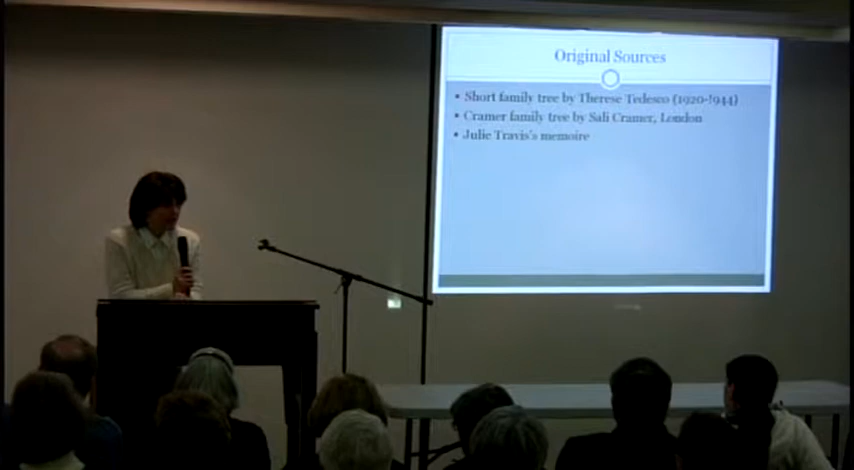 Original Sources
Short family tree by Therese Tedesco (1920-!944)
Cramer family tree by Sali Cramer, London
Julie Travis's memoire